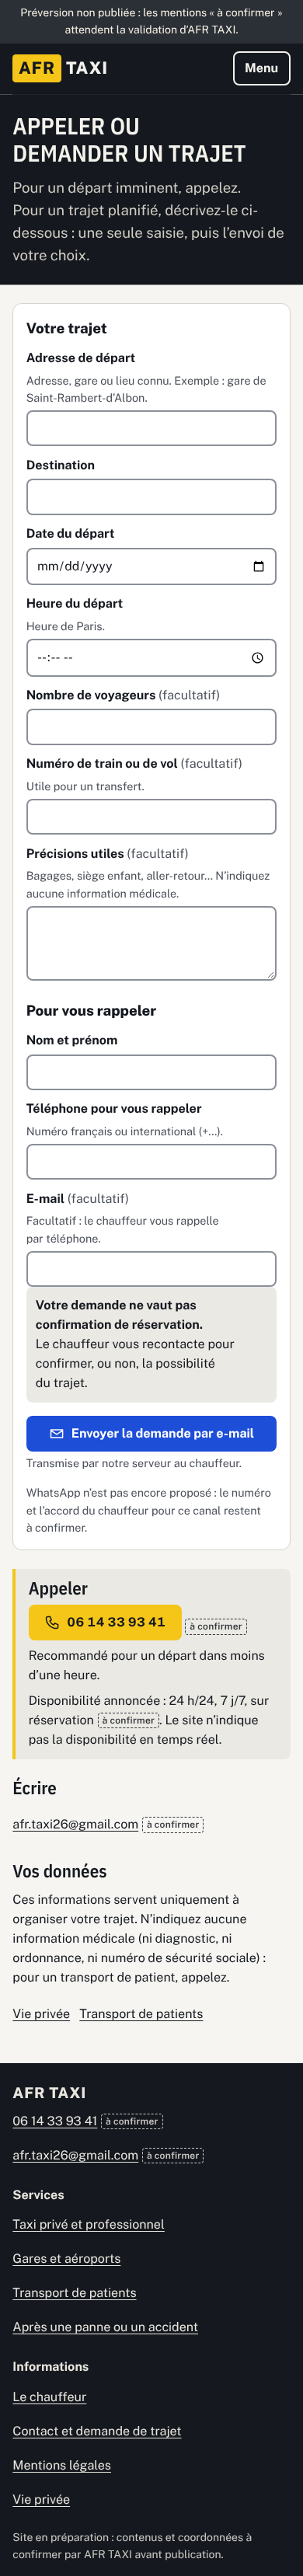 Préversion non publiée : les mentions « à confirmer »
attendent la validation d'AFR TAXI.
AFR TAXI
Menu
APPELER OU
DEMANDER UN TRAJET
Pour un départ imminent, appelez.
Pour un trajet planifié, décrivez-le ci-
dessous : une seule saisie, puis l'envoi de
votre choix.
Votre trajet
Adresse de départ
Adresse, gare ou lieu connu. Exemple : gare de
Saint-Rambert-d'Albon.
Destination
Date du départ
mm/dd/yyyy
Heure du départ
Heure de Paris.
--:-- --
Nombre de voyageurs (facultatif)
Numéro de train ou de vol (facultatif)
Utile pour un transfert.
Précisions utiles (facultatif)
Bagages, siège enfant, aller-retour... N'indiquez
aucune information médicale.
Pour vous rappeler
Nom et prénom
Téléphone pour vous rappeler
Numéro français ou international (+...).
E-mail (facultatif)
Facultatif : le chauffeur vous rappelle
par téléphone.
Votre demande ne vaut pas
confirmation de réservation.
Le chauffeur vous recontacte pour
confirmer, ou non, la possibilité
du trajet.
Envoyer la demande par e-mail
Transmise par notre serveur au chauffeur.
WhatsApp n'est pas encore proposé : le numéro
et l'accord du chauffeur pour ce canal restent
à confirmer.
Appeler
06 14 33 93 41 à confirmer
Recommandé pour un départ dans moins
d'une heure.
Disponibilité annoncée : 24 h/24, 7 j/7, sur
réservation à confirmer. Le site n'indique
pas la disponibilité en temps réel.
Écrire
afr.taxi26@gmail.com à confirmer
Vos données
Ces informations servent uniquement à
organiser votre trajet. N'indiquez aucune
information médicale (ni diagnostic, ni
ordonnance, ni numéro de sécurité sociale) :
pour un transport de patient, appelez.
Vie privée Transport de patients
AFR TAXI
06 14 33 93 41 à confirmer
afr.taxi26@gmail.com à confirmer
Services
Taxi privé et professionnel
Gares et aéroports
Transport de patients
Après une panne ou un accident
Informations
Le chauffeur
Contact et demande de trajet
Mentions légales
Vie privée
Site en préparation : contenus et coordonnées à
confirmer par AFR TAXI avant publication.